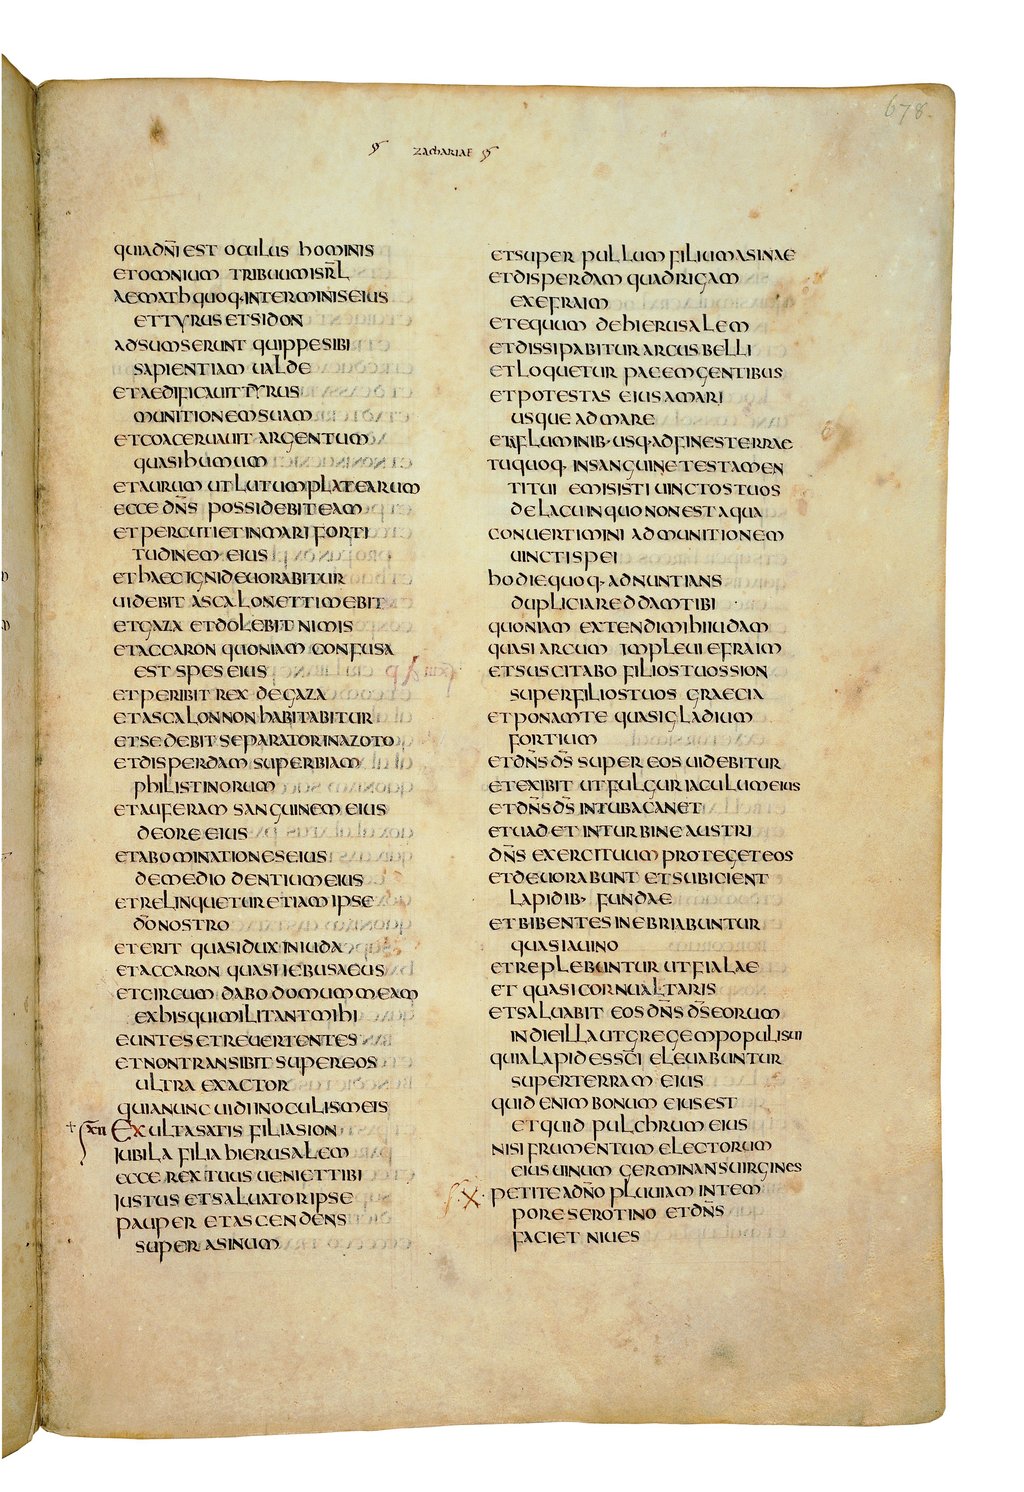 678.
ZACHARIAE
QUIA DN̄I EST OCULUS HOMINIS
ET OMNIUM TRIBUUM ISRL̄
AEMATH QUOQ· IN TERMINIS EIUS
ET TYRUS ET SIDON
ADSUMSERUNT QUIPPE SIBI
SAPIENTIAM UALDE
ET AEDIFICAUIT TYRUS
MUNITIONEM SUAM
ET COACERUAUIT ARGENTUM
QUASI HUMUM
ET AURUM UT LUTUM PLATEARUM
ECCE DN̄S POSSIDEBIT EAM
ET PERCUTIET IN MARI FORTI
TUDINEM EIUS
ET HAEC IGNI DEUORABITUR
UIDEBIT ASCALON ET TIMEBIT
ET GAZA ET DOLEBIT NIMIS
ET ACCARON QUONIAM CONFUSA
EST SPES EIUS
ET PERIBIT REX DE GAZA
ET ASCALON NON HABITABITUR
ET SEDEBIT SEPARATOR IN AZOTO
ET DISPERDAM SUPERBIAM
PHILISTINORUM
ET AUFERAM SANGUINEM EIUS
DE ORE EIUS
ET ABOMINATIONES EIUS
DE MEDIO DENTIUM EIUS
ET RELINQUETUR ETIAM IPSE
DŌ NOSTRO
ET ERIT QUASI DUX IN IUDA
ET ACCARON QUASI IEBUSAEUS
ET CIRCUMDABO DOMUM MEAM
EX HIS QUI MILITANT MIHI
EUNTES ET REUERTENTES
ET NON TRANSIBIT SUPER EOS
ULTRA EXACTOR
QUIA NUNC UIDI IN OCULIS MEIS
EXULTA SATIS FILIA SION
IUBILA FILIA HIERUSALEM
ECCE REX TUUS UENIET TIBI
IUSTUS ET SALUATOR IPSE
PAUPER ET ASCENDENS
SUPER ASINUM
ET SUPER PULLUM FILIUM ASINAE
ET DISPERDAM QUADRIGAM
EX EFRAIM
ET EQUUM DE HIERUSALEM
ET DISSIPABITUR ARCUS BELLI
ET LOQUETUR PACEM GENTIBUS
ET POTESTAS EIUS A MARI
USQUE AD MARE
ET A FLUMINIB· USQ· AD FINES TERRAE
TU QUOQ· IN SANGUINE TESTAMEN
TI TUI EMISISTI UINCTOS TUOS
DE LACU IN QUO NON EST AQUA
CONUERTIMINI AD MUNITIONEM
UINCTI SPEI
HODIE QUOQ· ADNUNTIANS
DUPLICIA REDDAM TIBI
QUONIAM EXTENDI MIHI IUDAM
QUASI ARCUM IMPLEUI EFRAIM
ET SUSCITABO FILIOS TUOS SION
SUPER FILIOS TUOS GRAECIA
ET PONAM TE QUASI GLADIUM
FORTIUM
ET DN̄S DS̄ SUPER EOS UIDEBITUR
ET EXIBIT UT FULGUR IACULUM EIUS
ET DN̄S DS̄ IN TUBA CANET
ET UADET IN TURBINE AUSTRI
DN̄S EXERCITUUM PROTEGET EOS
ET DEUORABUNT ET SUBICIENT
LAPIDIB· FUNDAE
ET BIBENTES INEBRIABUNTUR
QUASI A UINO
ET REPLEBUNTUR UT FIALAE
ET QUASI CORNU ALTARIS
ET SALUABIT EOS DN̄S DS̄ EORUM
IN DIE ILLA UT GREGEM POPULI SUI
QUIA LAPIDES SC̄I ELEUABUNTUR
SUPER TERRAM EIUS
QUID ENIM BONUM EIUS EST
ET QUID PULCHRUM EIUS
NISI FRUMENTUM ELECTORUM
EIUS UINUM GERMINANS UIRGINES
PETITE A DN̄O PLUUIAM IN TEM
PORE SEROTINO ET DN̄S
FACIET NIUES